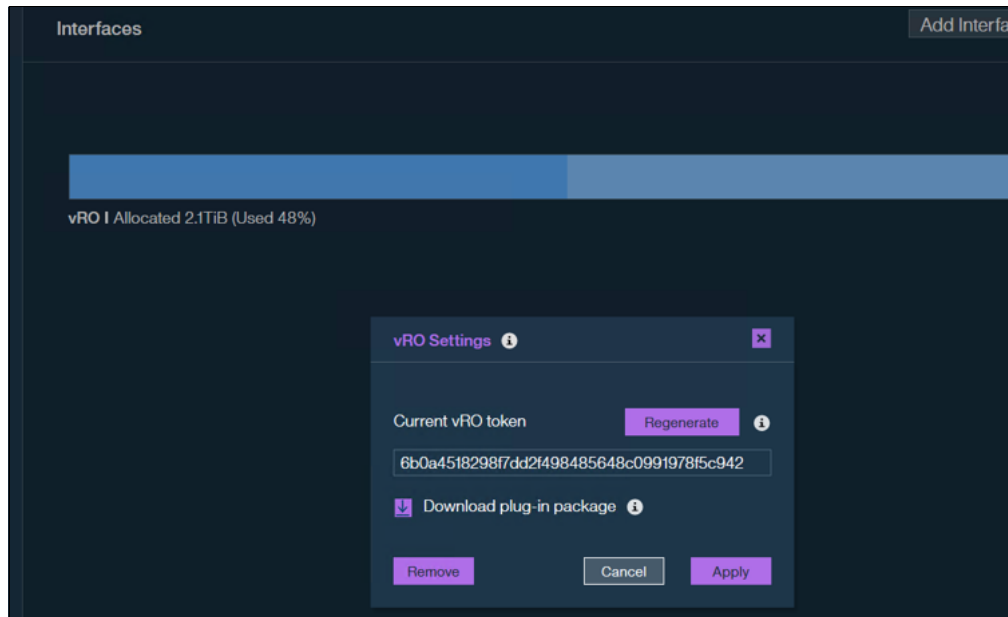 Interfaces
Add Interfa
vRO | Allocated 2.1TiB (Used 48%)
vRO Settings
Current vRO token
Regenerate
6b0a4518298f7dd2f498485648c0991978f5c942
Download plug-in package
Remove
Cancel
Apply